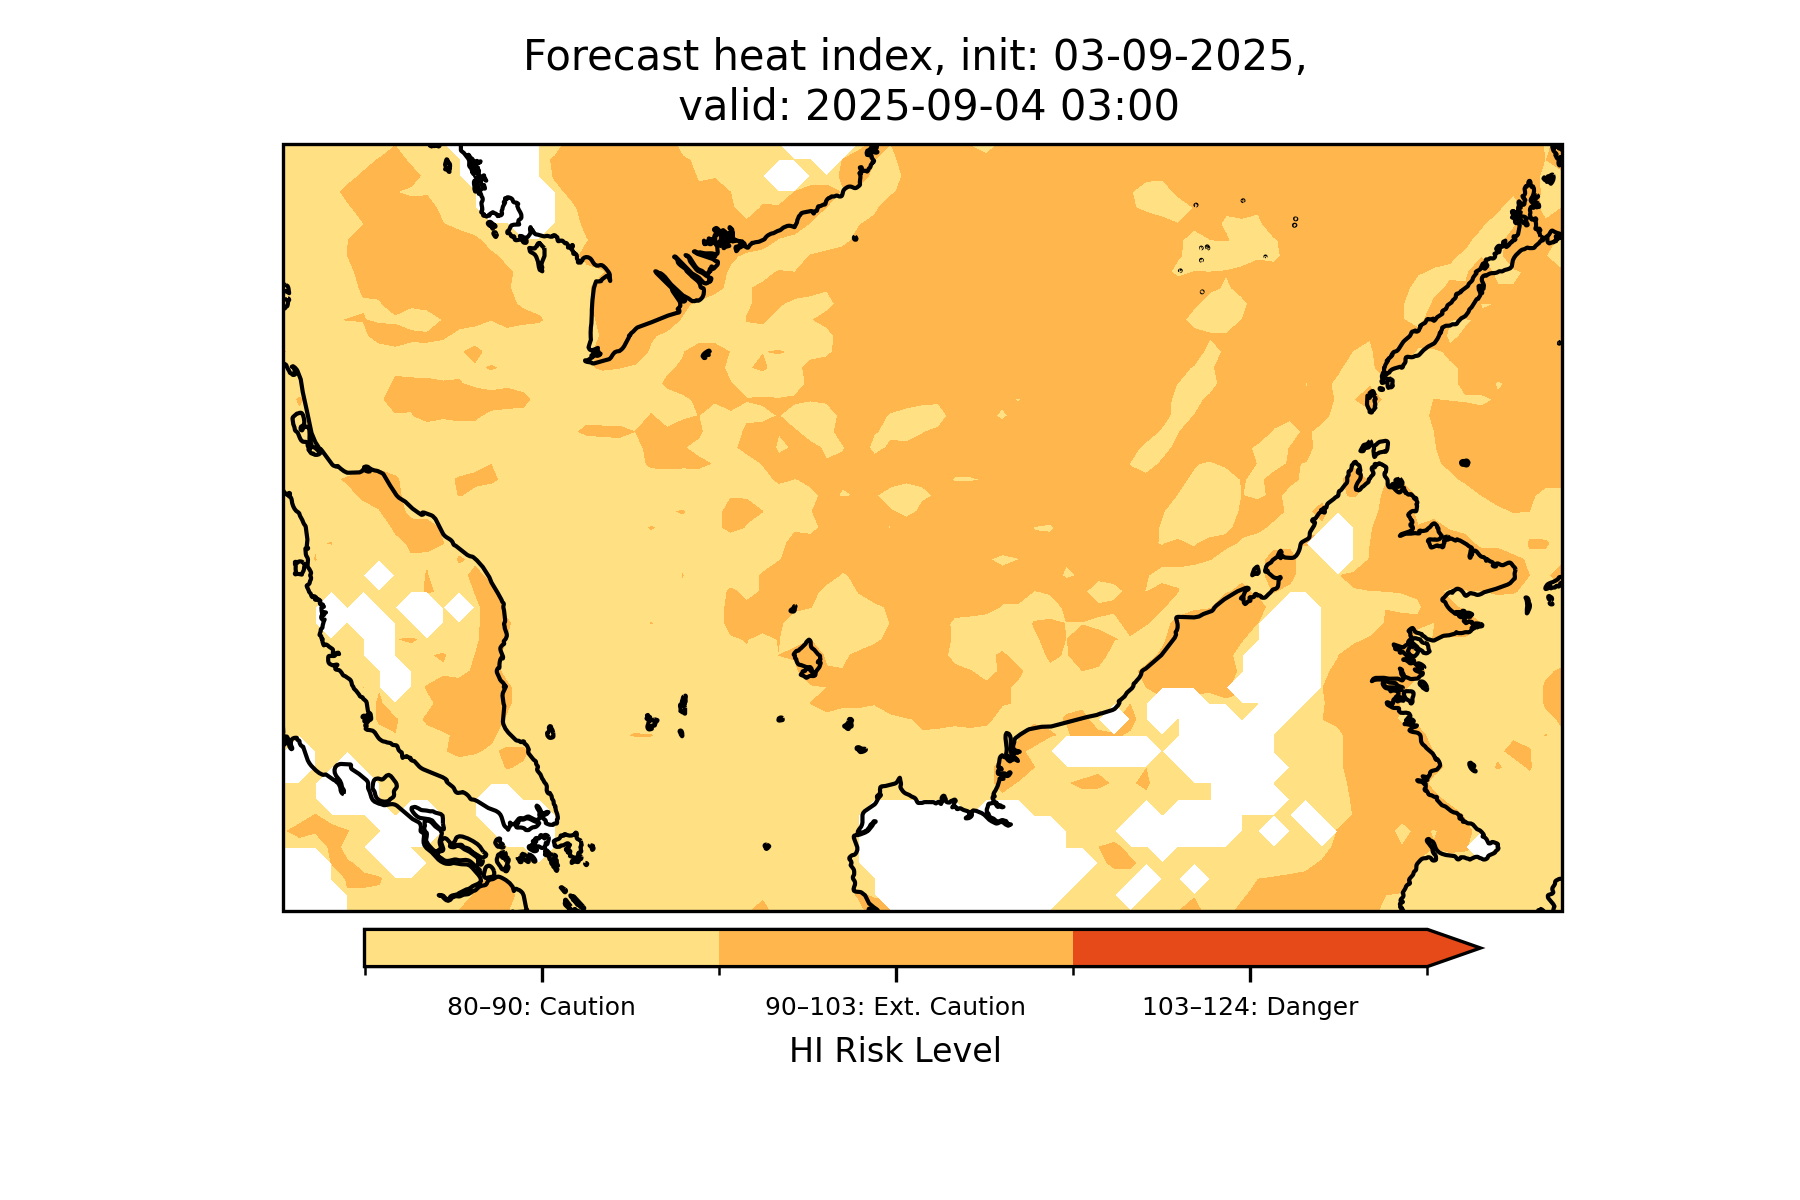 Forecast heat index, init: 03-09-2025,
valid: 2025-09-04 03:00
80–90: Caution
90–103: Ext. Caution
103–124: Danger
HI Risk Level